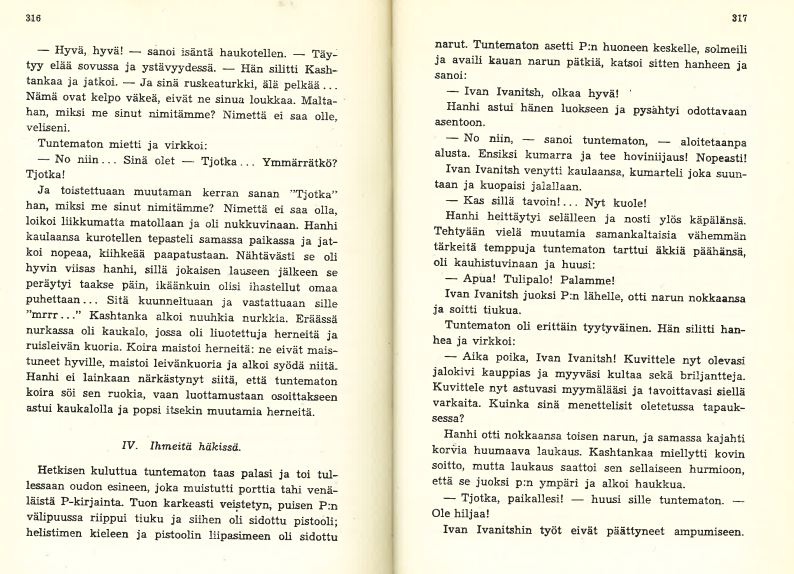 316
— Hyvä, hyvä! — sanoi isäntä haukotellen. — Täy-
tyy elää sovussa ja ystävyydessä. — Hän silitti Kash-
tankaa ja jatkoi. — Ja sinä ruskeaturkki, älä pelkää...
Nämä ovat kelpo väkeä, eivät ne sinua loukkaa. Malta-
han, miksi me sinut nimitämme? Nimettä ei saa olle,
veliseni.
Tuntematon mietti ja virkkoi:
— No niin... Sinä olet — Tjotka... Ymmärrätkö?
Tjotka!
Ja toistettuaan muutaman kerran sanan ”Tjotka”
han, miksi me sinut nimitämme? Nimettä ei saa olla,
loikoi liikkumatta matollaan ja oli nukkuvinaan. Hanhi
kaulaansa kurotellen tepasteli samassa paikassa ja jat-
koi nopeaa, kiihkeää paapatustaan. Nähtävästi se oli
hyvin viisas hanhi, sillä jokaisen lauseen jälkeen se
peräytyi taakse päin, ikäänkuin olisi ihastellut omaa
puhettaan... Sitä kuunneltuaan ja vastattuaan sille
”mrrr...” Kashtanka alkoi nuuhkia nurkkia. Eräässä
nurkassa oli kaukalo, jossa oli liuotettuja herneitä ja
ruisleivän kuoria. Koira maistoi herneitä: ne eivät mais-
tuneet hyville, maistoi leivänkuoria ja alkoi syödä niitä.
Hanhi ei lainkaan närkästynyt siitä, että tuntematon
koira söi sen ruokia, vaan luottamustaan osoittakseen
astui kaukalolla ja popsi itsekin muutamia herneitä.
IV. Ihmeitä häkissä.
Hetkisen kuluttua tuntematon taas palasi ja toi tul-
lessaan oudon esineen, joka muistutti porttia tahi venä-
läistä P-kirjainta. Tuon karkeasti veistetyn, puisen P:n
välipuussa riippui tiuku ja siihen oli sidottu pistooli;
helistimen kieleen ja pistoolin liipasimeen oli sidottu
317
narut. Tuntematon asetti P:n huoneen keskelle, solmeili
ja availi kauan narun pätkiä, katsoi sitten hanheen ja
sanoi:
— Ivan Ivanitsh, olkaa hyvä!
Hanhi astui hänen luokseen ja pysähtyi odottavaan
asentoon.
— No niin, — sanoi tuntematon, — aloitetaanpa
alusta. Ensiksi kumarra ja tee hoviniijaus! Nopeasti!
Ivan Ivanitsh venytti kaulaansa, kumarteli joka suun-
taan ja kuopaisi jalallaan.
— Kas sillä tavoin!... Nyt kuole!
Hanhi heittäytyi selälleen ja nosti ylös käpälänsä.
Tehtyään vielä muutamia samankaltaisia vähemmän
tärkeitä temppuja tuntematon tarttui äkkiä päähänsä,
oli kauhistuvinaan ja huusi:
— Apua! Tulipalo! Palamme!
Ivan Ivanitsh juoksi P:n lähelle, otti narun nokkaansa
ja soitti tiukua.
Tuntematon oli erittäin tyytyväinen. Hän silitti han-
hea ja virkkoi:
— Aika poika, Ivan Ivanitsh! Kuvittele nyt olevasi
jalokivi kauppias ja myyväsi kultaa sekä briljantteja.
Kuvittele nyt astuvasi myymälääsi ja tavoittavasi siellä
varkaita. Kuinka sinä menettelisit oletetussa tapauk-
sessa?
Hanhi otti nokkaansa toisen narun, ja samassa kajahti
korvia huumaava laukaus. Kashtankaa miellytti kovin
soitto, mutta laukaus saattoi sen sellaiseen hurmioon,
että se juoksi p:n ympäri ja alkoi haukkua.
— Tjotka, paikallesi! — huusi sille tuntematon. —
Ole hiljaa!
Ivan Ivanitshin työt eivät päättyneet ampumiseen.